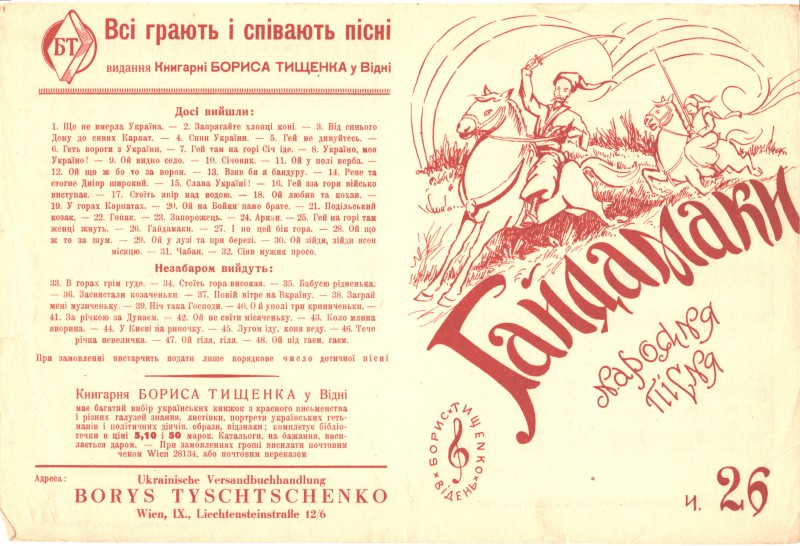 БТ
Всі грають і співають пісні
видання Книгарні БОРИСА ТИЩЕНКА у Відні
Досі вийшли:
1. Ще не вмерла Україна. — 2. Запрягайте хлопці коні. — 3. Від синього
Дону до сивих Карпат. — 4. Сини України. — 5. Гей не дивуйтесь. —
6. Геть вороги з України. — 7. Гей там на горі Січ іде. — 8. Україно, моя
Україно! — 9. Ой видно село. — 10. Січовик. — 11. Ой у полі верба. —
12. Ой що ж бо то за ворон. — 13. Взяв би я бандуру. — 14. Реве та
стогне Дніпр широкий. — 15. Слава Україні! — 16. Гей зза гори військо
виступає. — 17. Стоїть явір над водою. — 18. Ой любив та кохав. —
19. У горах Карпатах. — 20. Ой на Бойки пане брате. — 21. Подільський
козак. — 22. Гопак. — 23. Запорожець. — 24. Аркан. — 25. Гей на горі там
женці жнуть. — 26. Гайдамаки. — 27. І по цей бік гора. — 28. Ой що
ж то за шум. — 29. Ой у лузі та при березі. — 30. Ой зійди, зійди ясен
місяцю. — 31. Чабан. — 32. Сіяв мужик просо.
Незабаром вийдуть:
33. В горах грім гуде. — 34. Стоїть гора високая. — 35. Бабусю рідненька.
— 36. Засвистали козаченьки — 37. Повій вітре на Вкраїну. — 38. Заграй
мені музиченьку. — 39. Ніч така Господи. — 40. Ой у полі три криниченьки. —
41. За річкою за Дунаєм. — 42. Ой не світи місяченьку. — 43. Коло млина
яворина. — 44. У Києві на риночку. — 45. Лугом іду, коня веду. — 46. Тече
річка невеличка. — 47. Ой гіля, гіля. — 48. Ой під гаєм, гаєм.
При замовленні вистарчить подати лише порядкове число дотичної пісні
Книгарня БОРИСА ТИЩЕНКА у Відні
має багатий вибір українських книжок з красного письменства
і різних галузей знання, листівки, портрети українських геть-
манів і політичних діячів, образи, відзнаки; комплетує бібліо-
течки в ціні 5, 10 і 50 марок. Катальоги, на бажання, виси-
лається даром. — При замовленнях гроші висилати почтовим
чеком Wien 28134, або почтовим переказом
Адреса:
Ukrainische Versandbuchhandlung
BORYS TYSCHTSCHENKO
Wien, IX., Liechtensteinstraße 12/6
Гайдамаки
народня
пісня
БОРИС ТИЩЕНКО
ВІДЕНЬ
Ч. 26